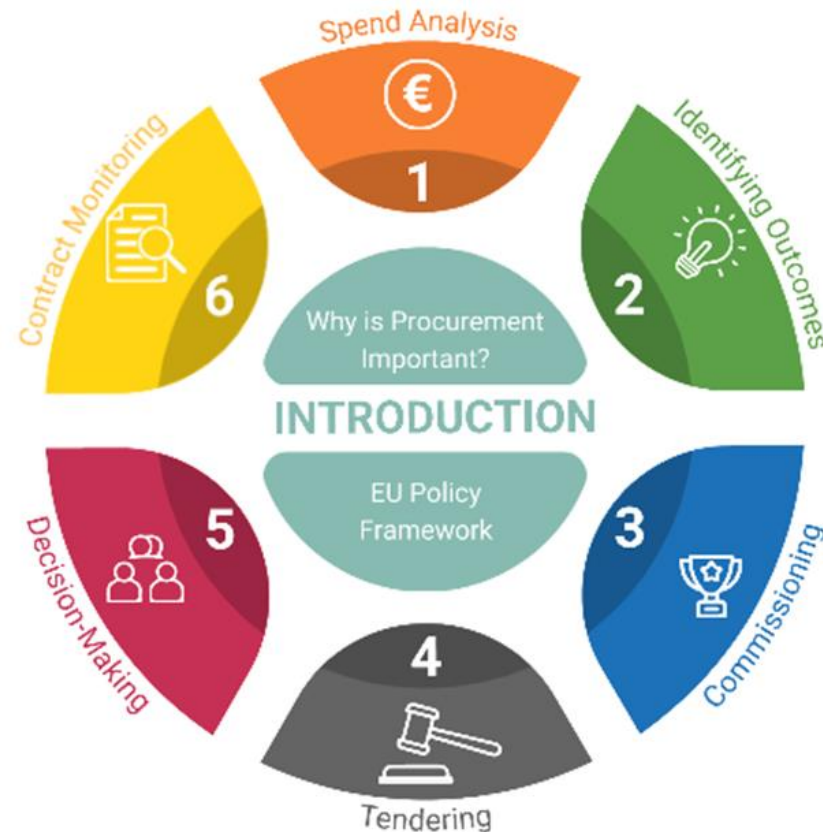 Spend Analysis
€
1
Identifying Outcomes
2
Commissioning
3
4
Tendering
Decision-Making
5
Contract Monitoring
6
Why is Procurement
Important?
INTRODUCTION
EU Policy
Framework